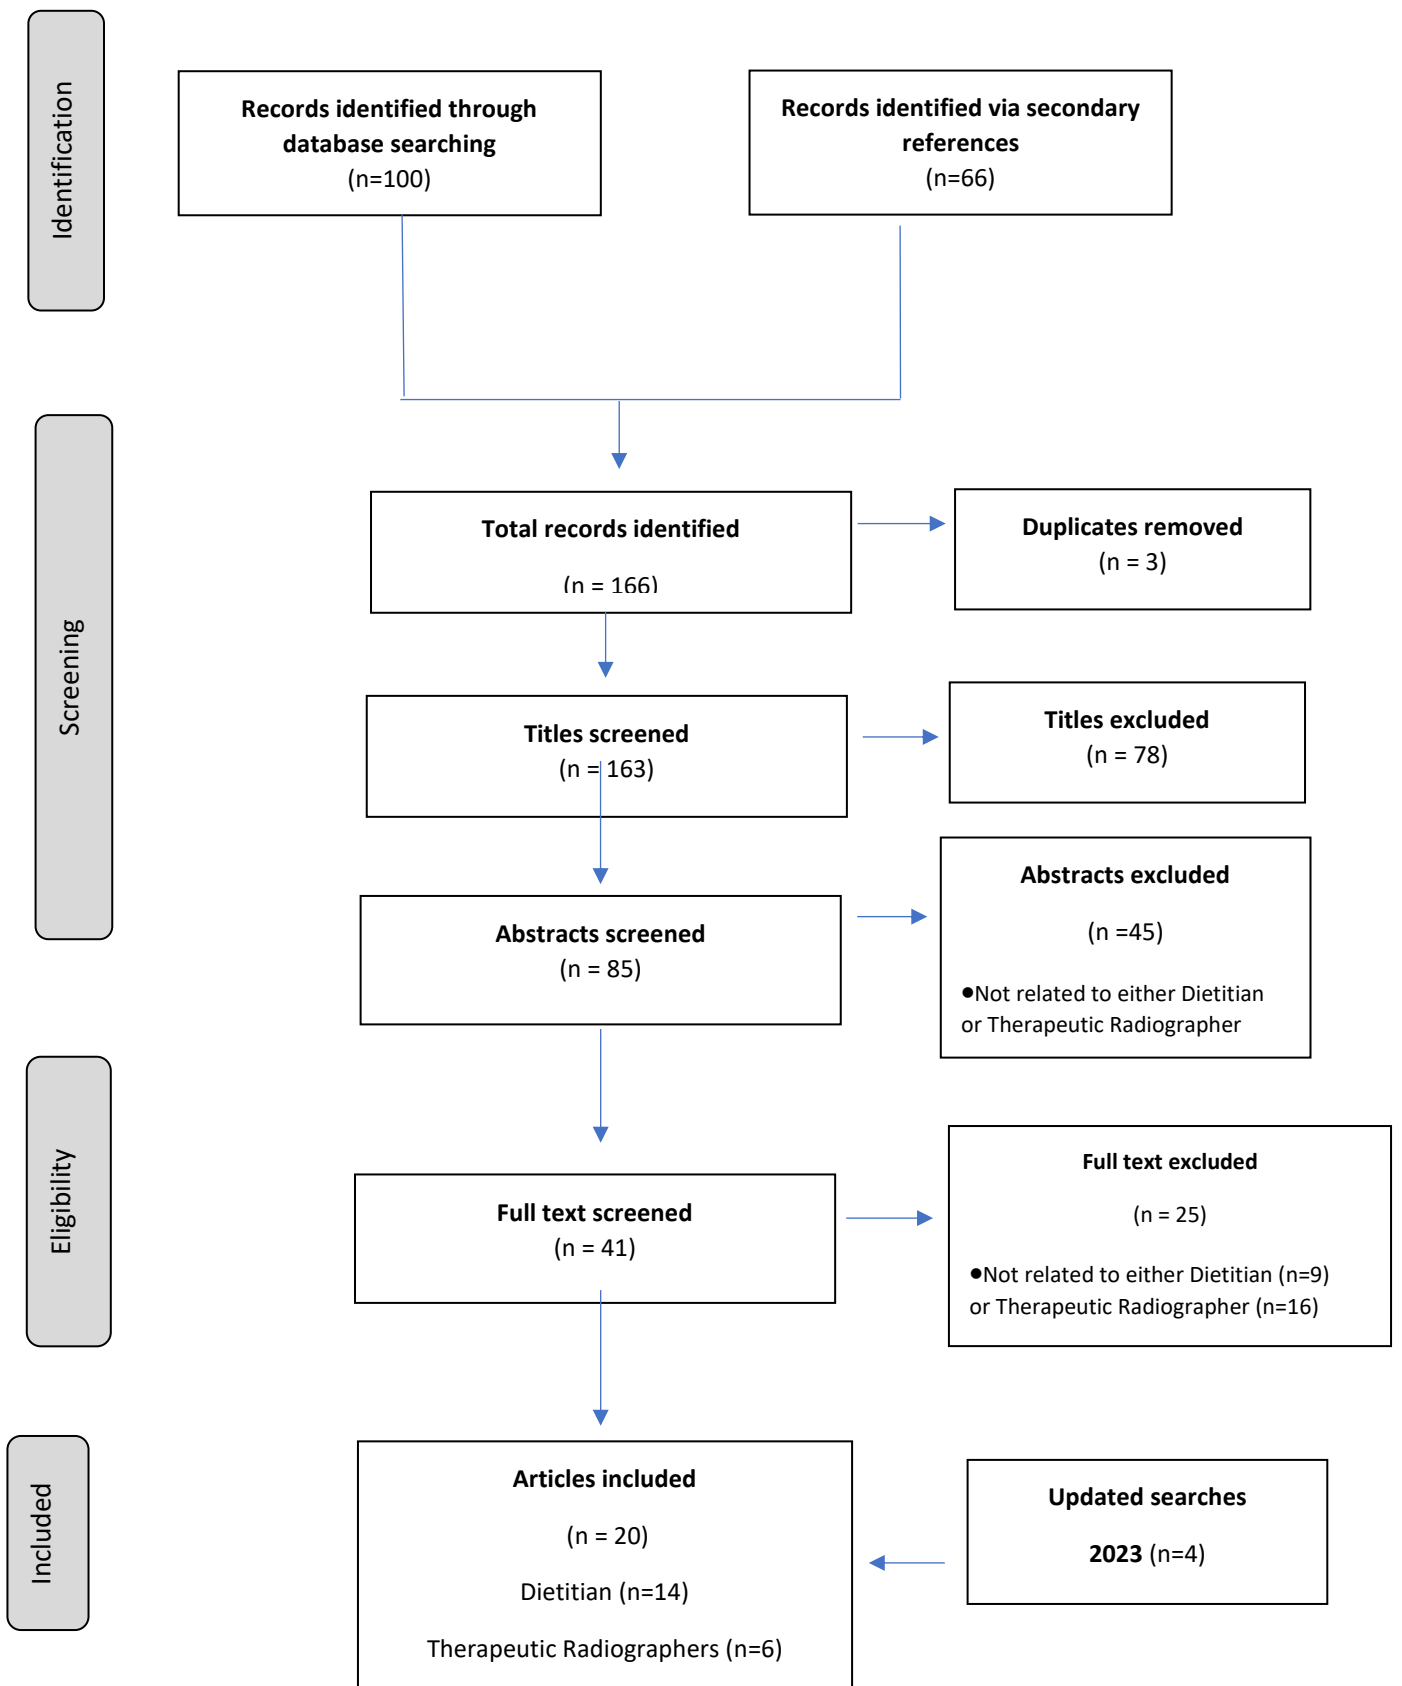 Identification
Records identified through
database searching
(n=100)
Records identified via secondary
references
(n=66)
Screening
Total records identified
(n = 166)
Duplicates removed
(n = 3)
Titles screened
(n = 163)
Titles excluded
(n = 78)
Abstracts screened
(n = 85)
Abstracts excluded
(n =45)
●Not related to either Dietitian
or Therapeutic Radiographer
Eligibility
Full text screened
(n = 41)
Full text excluded
(n = 25)
●Not related to either Dietitian (n=9)
or Therapeutic Radiographer (n=16)
Included
Articles included
(n = 20)
Dietitian (n=14)
Therapeutic Radiographers (n=6)
Updated searches
2023 (n=4)